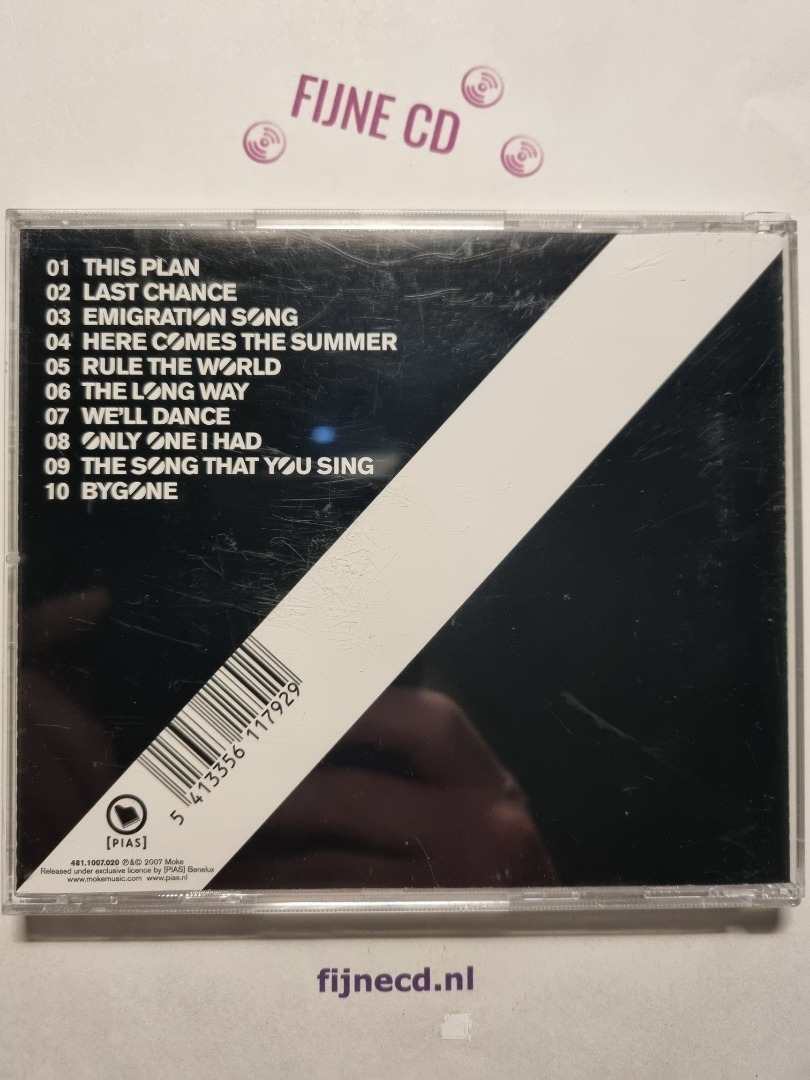 FIJNE CD
01 THIS PLAN
02 LAST CHANCE
03 EMIGRATION SONG
04 HERE COMES THE SUMMER
05 RULE THE WORLD
06 THE LONG WAY
07 WE'LL DANCE
08 ONLY ONE I HAD
09 THE SONG THAT YOU SING
10 BYGONE
5 413356 117929
[PIAS]
481.1007.020 ℗&© 2007 Moke
Released under exclusive licence by [PIAS] Benelux
www.mokemusic.com www.pias.nl
fijnecd.nl